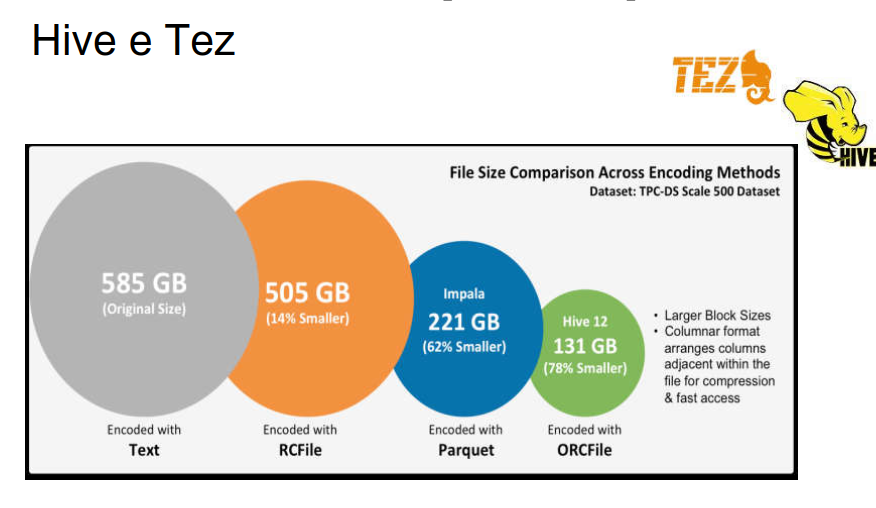 Hive e Tez
TEZ
HIVE
File Size Comparison Across Encoding Methods
Dataset: TPC-DS Scale 500 Dataset
585 GB
(Original Size)
505 GB
(14% Smaller)
Impala
221 GB
(62% Smaller)
Hive 12
131 GB
(78% Smaller)
• Larger Block Sizes
• Columnar format
arranges columns
adjacent within the
file for compression
& fast access
Encoded with
Text
Encoded with
RCFile
Encoded with
Parquet
Encoded with
ORCFile